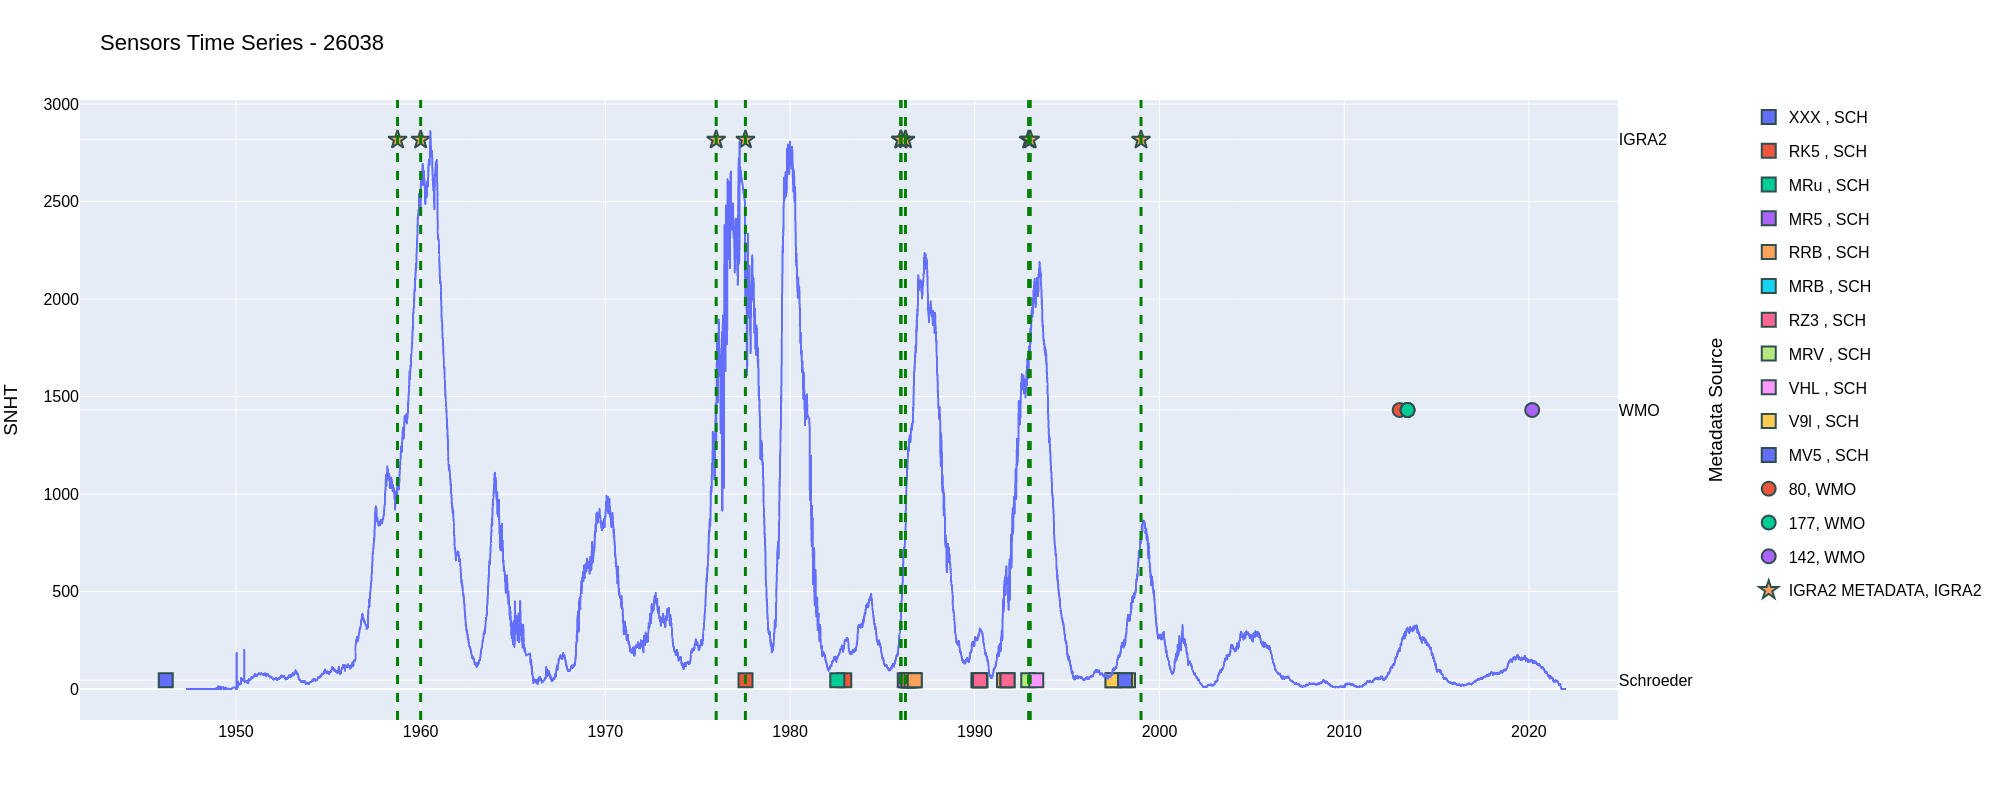 Sensors Time Series - 26038
SNHT
3000
2500
2000
1500
1000
500
0
1950
1960
1970
1980
1990
2000
2010
2020
IGRA2
WMO
Schroeder
Metadata Source
XXX , SCH
RK5 , SCH
MRu , SCH
MR5 , SCH
RRB , SCH
MRB , SCH
RZ3 , SCH
MRV , SCH
VHL , SCH
V9I , SCH
MV5 , SCH
80, WMO
177, WMO
142, WMO
IGRA2 METADATA, IGRA2